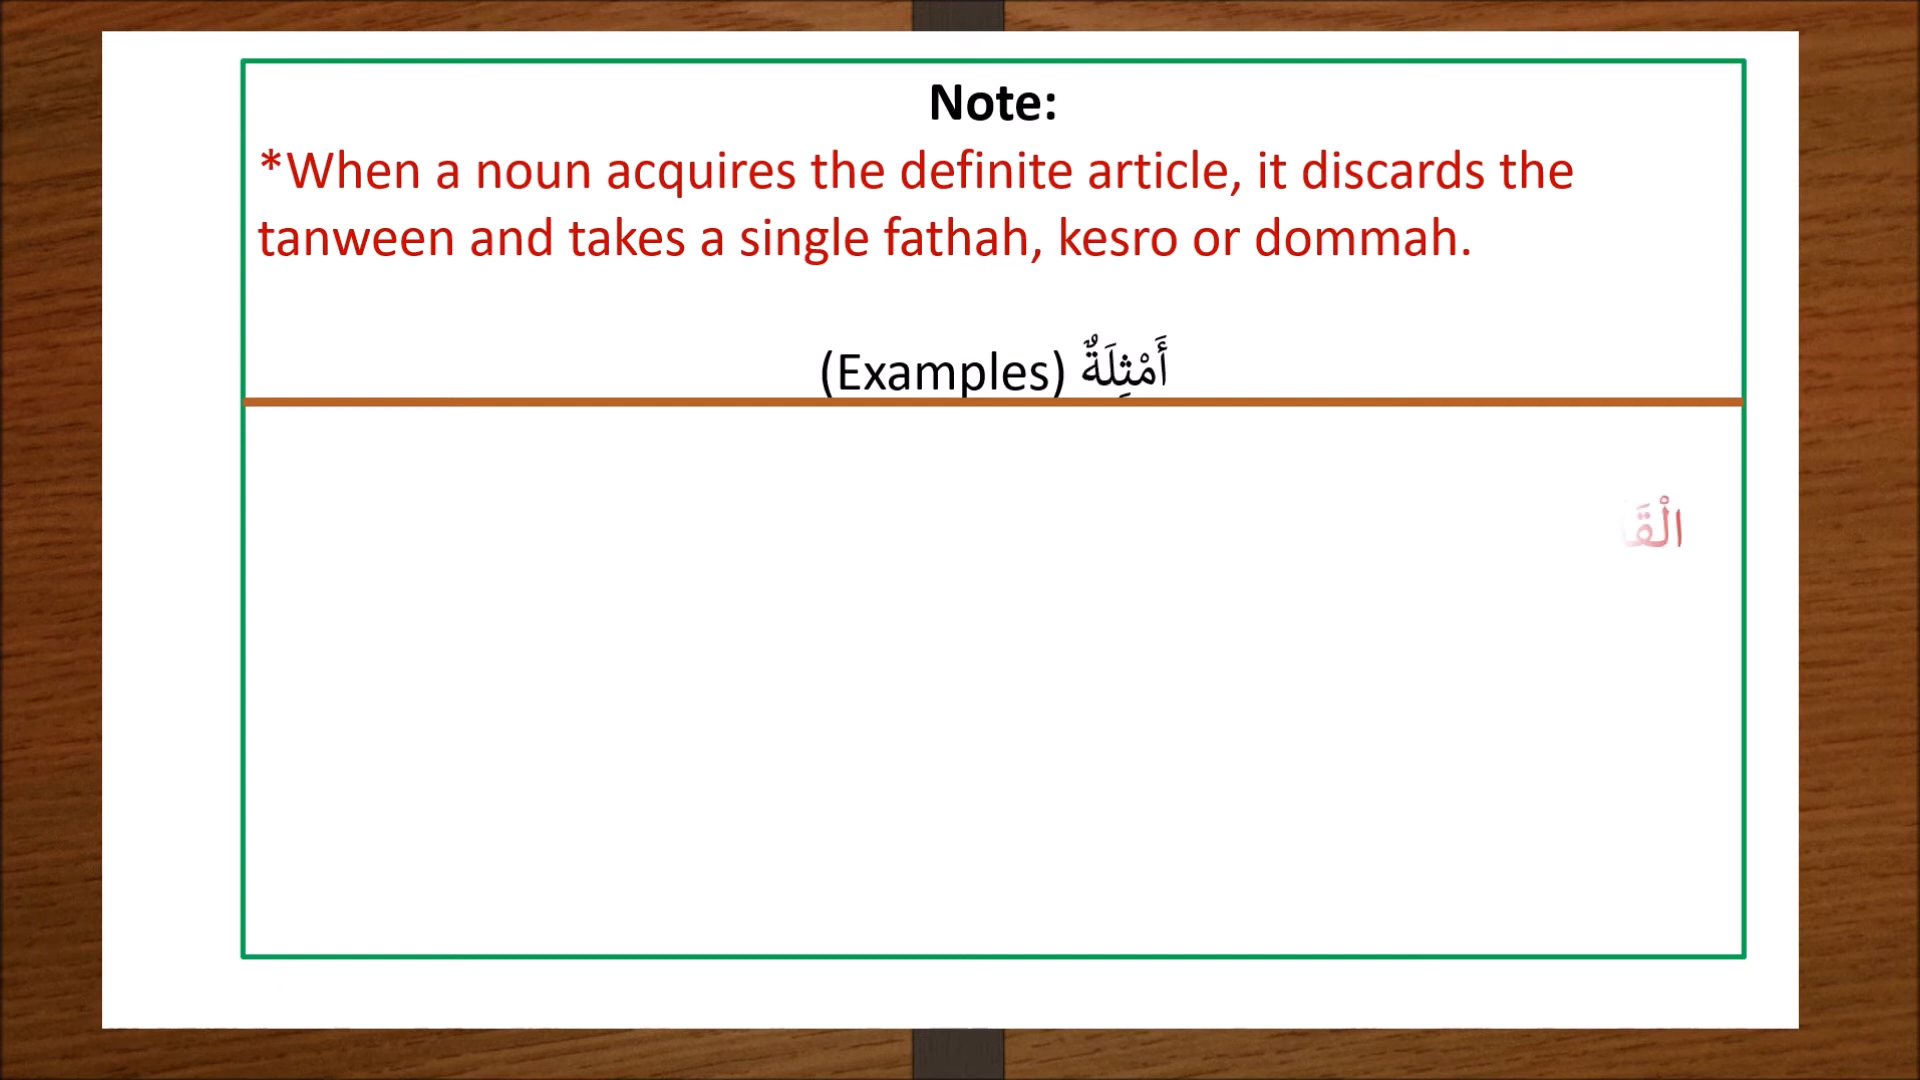 Note:
*When a noun acquires the definite article, it discards the
tanween and takes a single fathah, kesro or dommah.
(Examples) أَمْثِلَةٌ